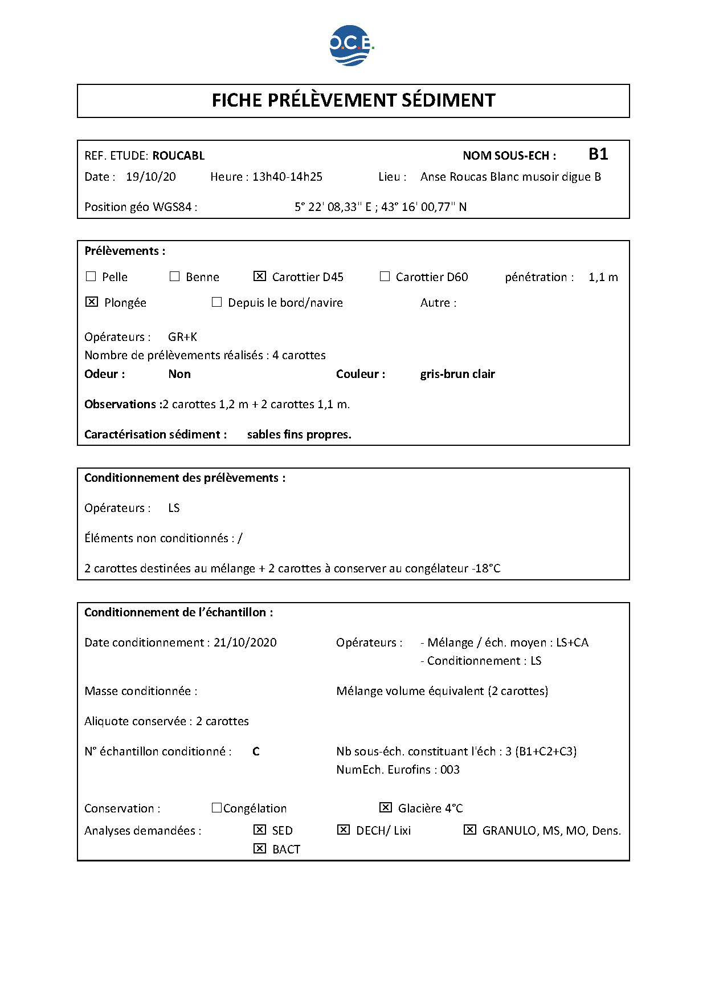 O.C.E.
FICHE PRÉLÈVEMENT SÉDIMENT
REF. ETUDE: ROUCABL NOM SOUS-ECH : B1
Date : 19/10/20 Heure : 13h40-14h25 Lieu : Anse Roucas Blanc musoir digue B
Position géo WGS84 : 5° 22' 08,33'' E ; 43° 16' 00,77'' N
Prélèvements :
☐ Pelle ☐ Benne ☒ Carottier D45 ☐ Carottier D60 pénétration : 1,1 m
☒ Plongée ☐ Depuis le bord/navire Autre :
Opérateurs : GR+K
Nombre de prélèvements réalisés : 4 carottes
Odeur : Non Couleur : gris-brun clair
Observations :2 carottes 1,2 m + 2 carottes 1,1 m.
Caractérisation sédiment : sables fins propres.
Conditionnement des prélèvements :
Opérateurs : LS
Éléments non conditionnés : /
2 carottes destinées au mélange + 2 carottes à conserver au congélateur -18°C
Conditionnement de l’échantillon :
Date conditionnement : 21/10/2020 Opérateurs : - Mélange / éch. moyen : LS+CA
- Conditionnement : LS
Masse conditionnée : Mélange volume équivalent (2 carottes)
Aliquote conservée : 2 carottes
N° échantillon conditionné : C Nb sous-éch. constituant l'éch : 3 (B1+C2+C3)
NumEch. Eurofins : 003
Conservation : ☐Congélation ☒ Glacière 4°C
Analyses demandées : ☒ SED ☒ DECH/ Lixi ☒ GRANULO, MS, MO, Dens.
☒ BACT